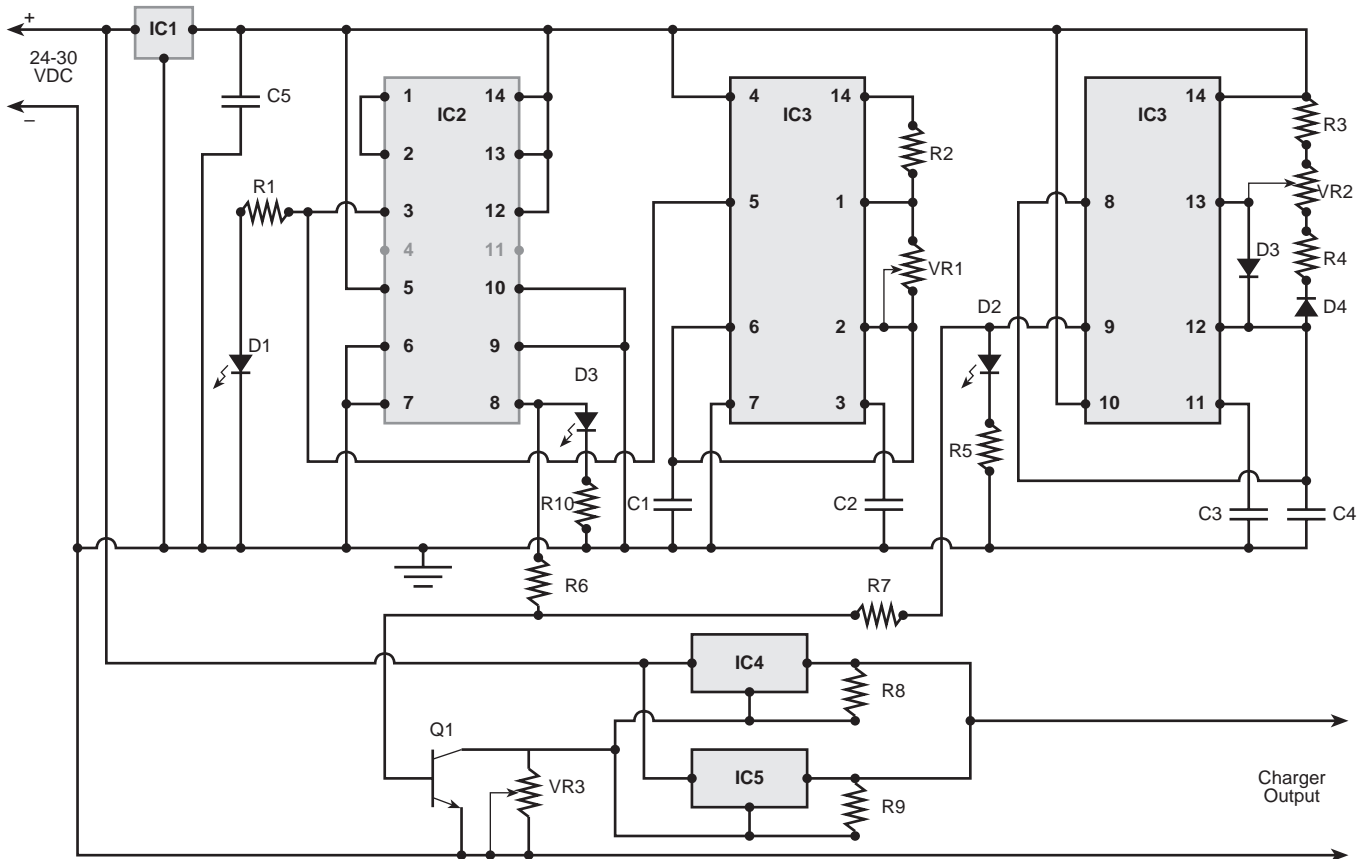 +
24-30
VDC
–
IC1
C5
R1
D1
IC2
1
2
3
4
5
6
7
14
13
12
11
10
9
8
D3
R10
IC3
4
5
6
7
14
1
2
3
R2
VR1
C1
C2
D2
R5
IC3
8
9
10
14
13
12
11
R3
VR2
R4
D3
D4
C3
C4
R6
R7
IC4
R8
Q1
VR3
IC5
R9
Charger
Output